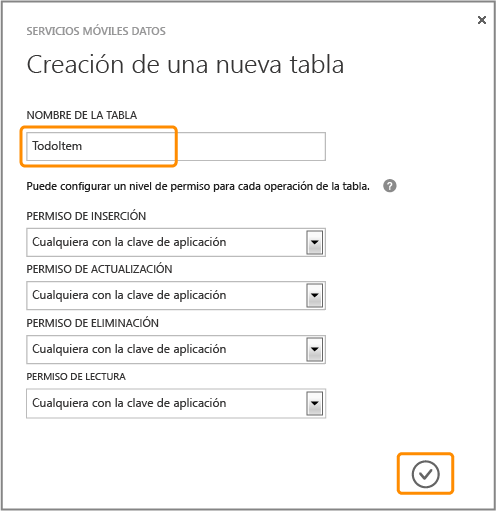 SERVICIOS MÓVILES DATOS
Creación de una nueva tabla
NOMBRE DE LA TABLA
TodoItem
Puede configurar un nivel de permiso para cada operación de la tabla. ?
PERMISO DE INSERCIÓN
Cualquiera con la clave de aplicación
PERMISO DE ACTUALIZACIÓN
Cualquiera con la clave de aplicación
PERMISO DE ELIMINACIÓN
Cualquiera con la clave de aplicación
PERMISO DE LECTURA
Cualquiera con la clave de aplicación